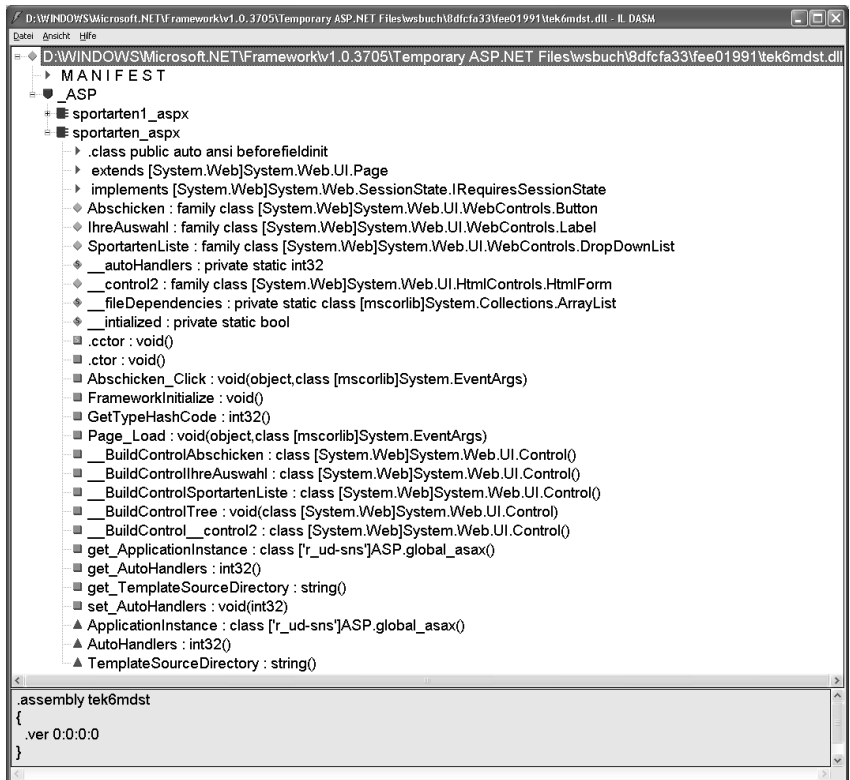 D:\WINDOWS\Microsoft.NET\Framework\v1.0.3705\Temporary ASP.NET Files\wsbuch\8dfcfa33\fee01991\tek6mdst.dll - IL DASM
Datei Ansicht Hilfe
D:\WINDOWS\Microsoft.NET\Framework\v1.0.3705\Temporary ASP.NET Files\wsbuch\8dfcfa33\fee01991\tek6mdst.dll
M A N I F E S T
_ASP
sportarten1_aspx
sportarten_aspx
.class public auto ansi beforefieldinit
extends [System.Web]System.Web.UI.Page
implements [System.Web]System.Web.SessionState.IRequiresSessionState
Abschicken : family class [System.Web]System.Web.UI.WebControls.Button
IhreAuswahl : family class [System.Web]System.Web.UI.WebControls.Label
SportartenListe : family class [System.Web]System.Web.UI.WebControls.DropDownList
__autoHandlers : private static int32
__control2 : family class [System.Web]System.Web.UI.HtmlControls.HtmlForm
__fileDependencies : private static class [mscorlib]System.Collections.ArrayList
__intialized : private static bool
.cctor : void()
.ctor : void()
Abschicken_Click : void(object,class [mscorlib]System.EventArgs)
FrameworkInitialize : void()
GetTypeHashCode : int32()
Page_Load : void(object,class [mscorlib]System.EventArgs)
__BuildControlAbschicken : class [System.Web]System.Web.UI.Control()
__BuildControlIhreAuswahl : class [System.Web]System.Web.UI.Control()
__BuildControlSportartenListe : class [System.Web]System.Web.UI.Control()
__BuildControlTree : void(class [System.Web]System.Web.UI.Control)
__BuildControl__control2 : class [System.Web]System.Web.UI.Control()
get_ApplicationInstance : class ['r_ud-sns']ASP.global_asax()
get_AutoHandlers : int32()
get_TemplateSourceDirectory : string()
set_AutoHandlers : void(int32)
ApplicationInstance : class ['r_ud-sns']ASP.global_asax()
AutoHandlers : int32()
TemplateSourceDirectory : string()
.assembly tek6mdst
{
.ver 0:0:0:0
}